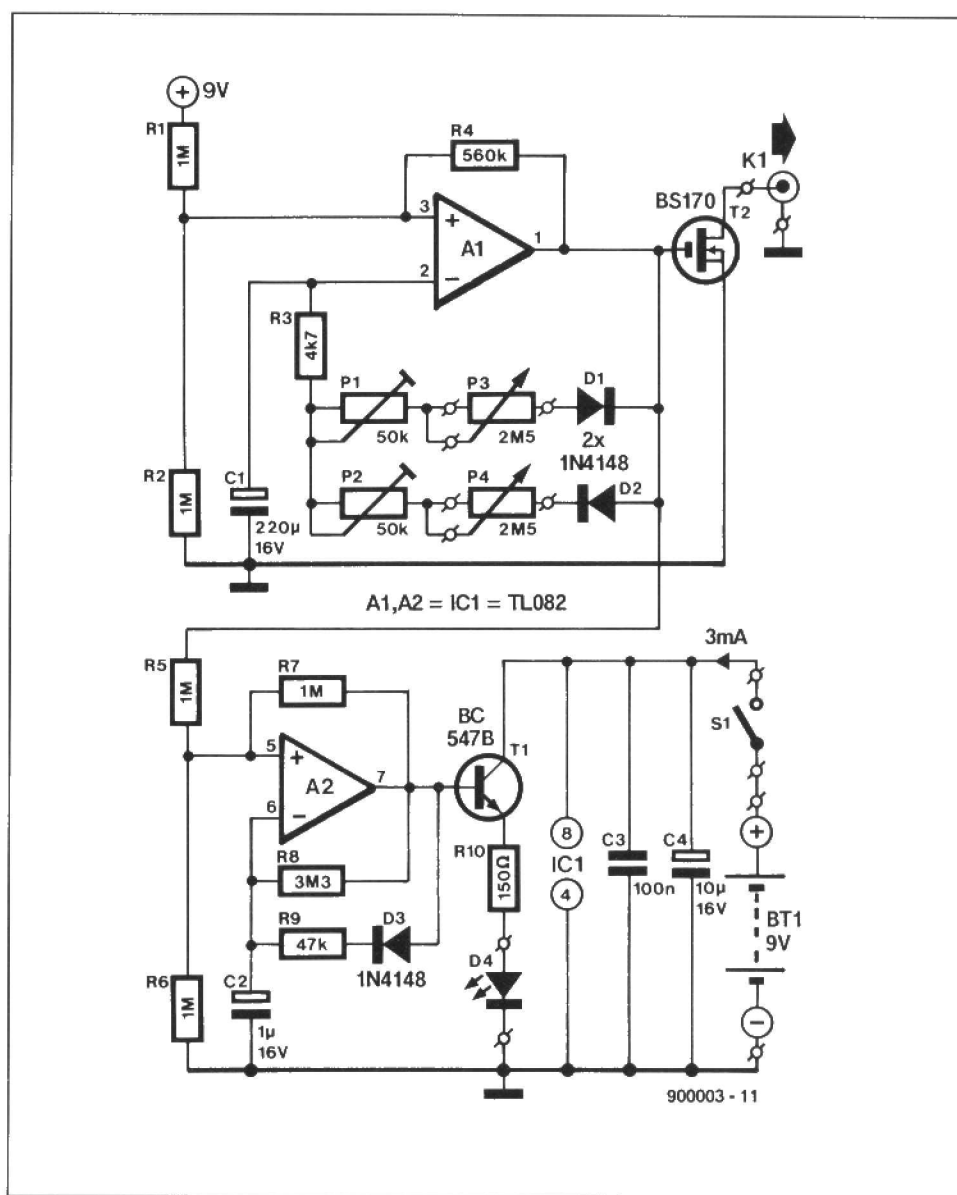 + 9V
R1
1M
R4
560k
K1
BS170
T2
3
+
A1
1
2
−
R3
4k7
P1
50k
P3
2M5
D1
2x
1N4148
R2
1M
C1
220µ
16V
P2
50k
P4
2M5
D2
A1,A2 = IC1 = TL082
R5
1M
R7
1M
BC
547B
T1
3mA
S1
5
+
A2
7
6
−
R8
3M3
R9
47k
D3
1N4148
R10
150Ω
D4
8
IC1
4
C3
100n
C4
10µ
16V
+
BT1
9V
−
R6
1M
C2
1µ
16V
900003 - 11